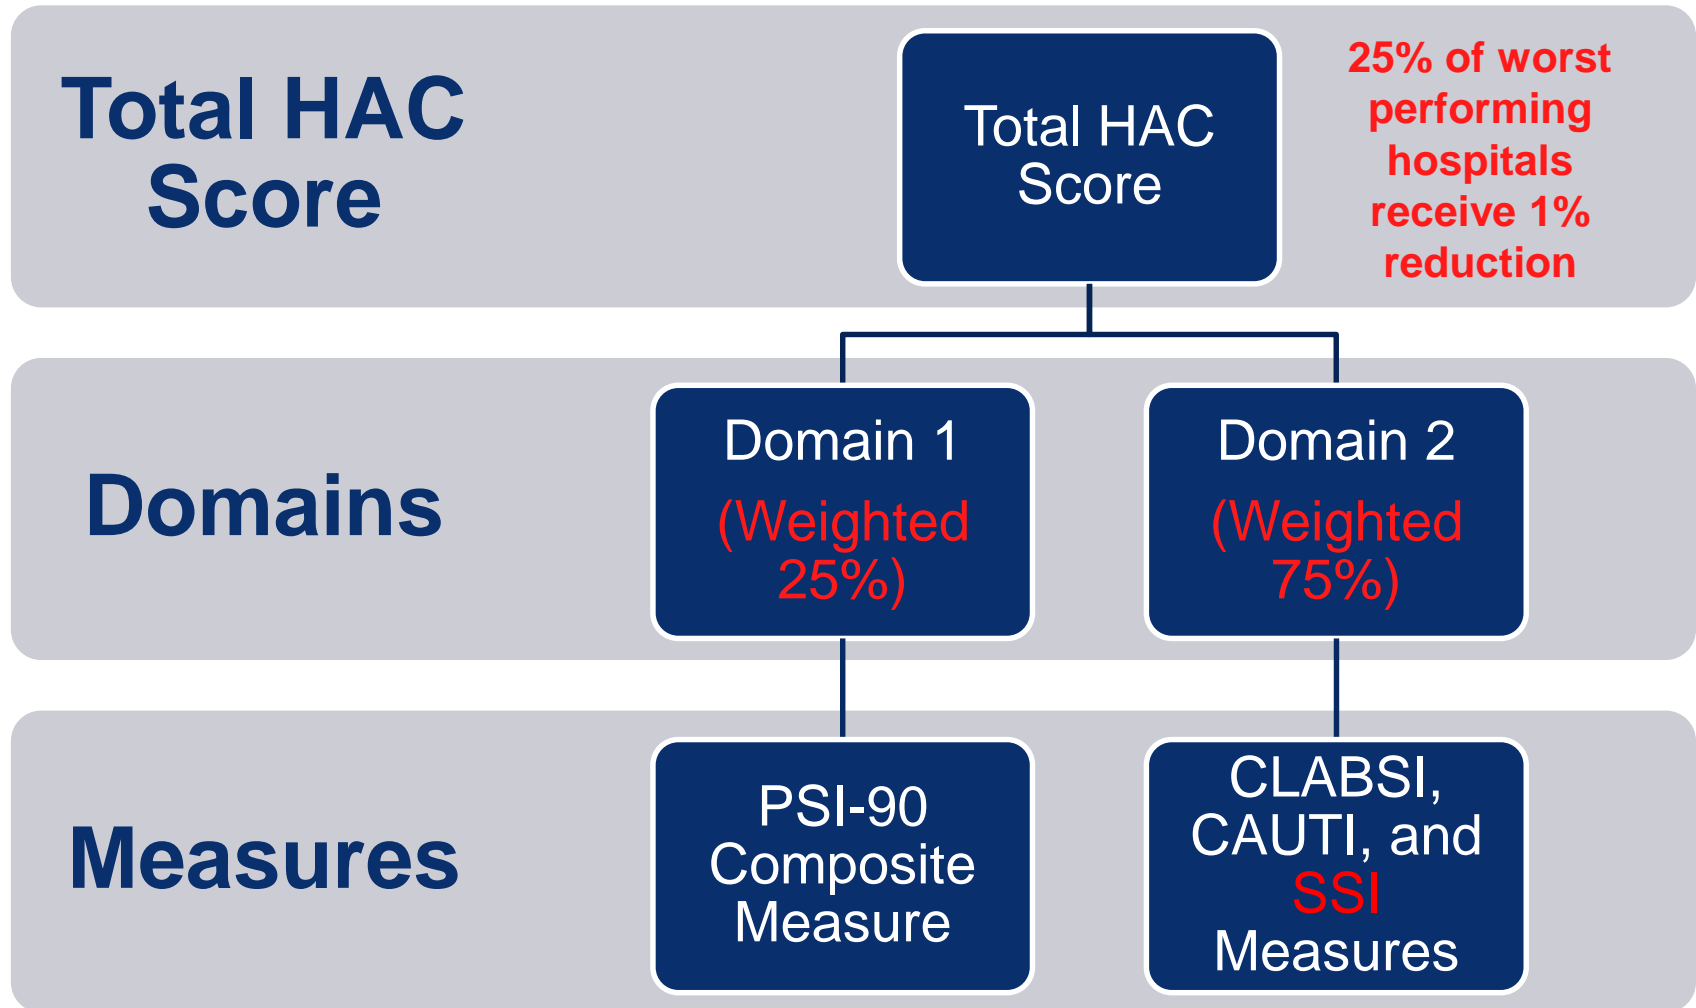 Total HAC
Score
Total HAC
Score
25% of worst
performing
hospitals
receive 1%
reduction
Domains
Domain 1
(Weighted
25%)
Domain 2
(Weighted
75%)
Measures
PSI-90
Composite
Measure
CLABSI,
CAUTI, and
SSI
Measures